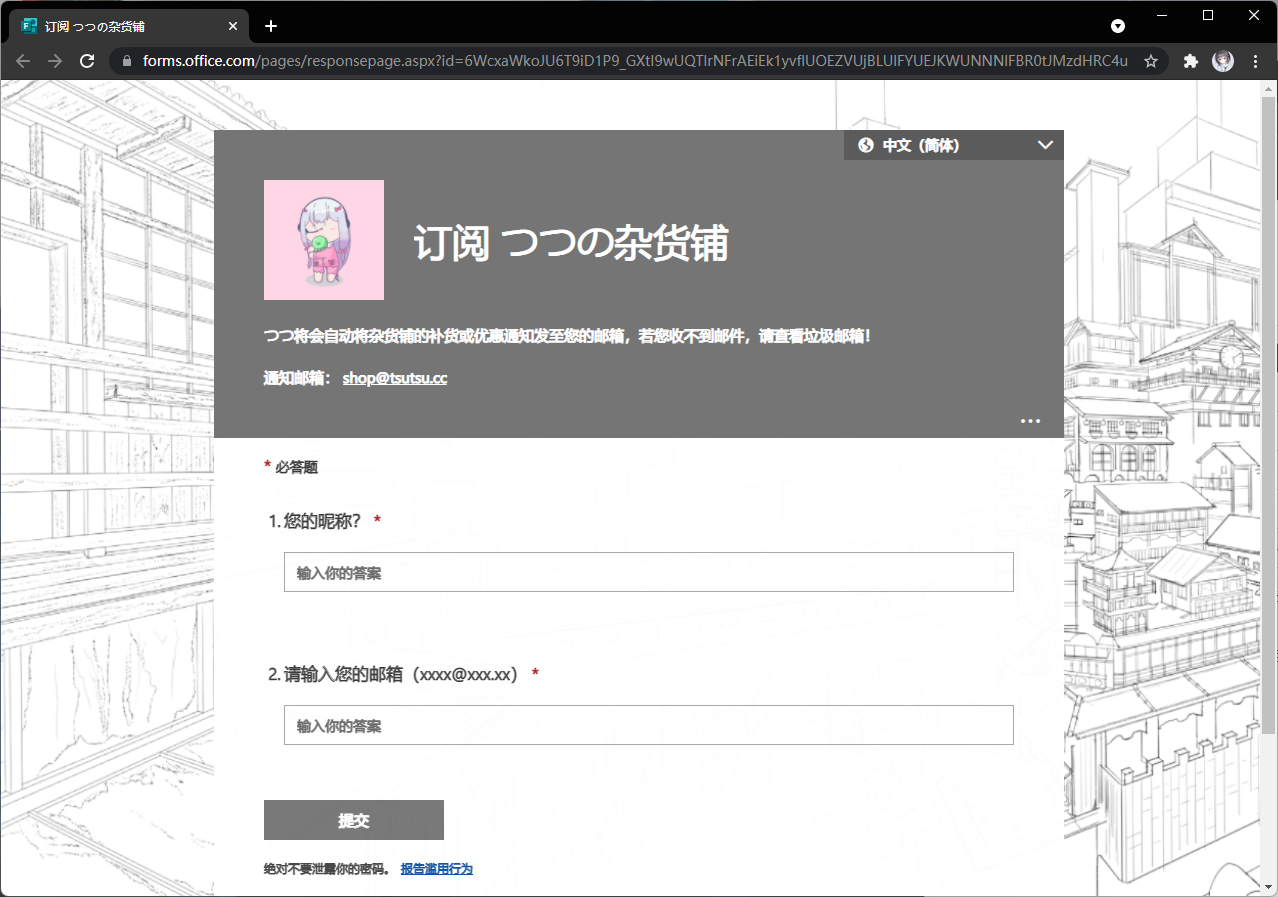 订阅 つつの杂货铺
forms.office.com/pages/responsepage.aspx?id=6WcxaWkoJU6T9iD1P9_GXtI9wUQTIrNFrAEiEk1yvflUOEZVUjBLUlFYUEJKWUNNNlFBR0tJMzdHRC4u
中文（简体）
订阅 つつの杂货铺
つつ将会自动将杂货铺的补货或优惠通知发至您的邮箱，若您收不到邮件，请查看垃圾邮箱！
通知邮箱： shop@tsutsu.cc
* 必答题
1. 您的昵称？ *
输入你的答案
2. 请输入您的邮箱（xxxx@xxx.xx） *
输入你的答案
提交
绝对不要泄露你的密码。 报告滥用行为